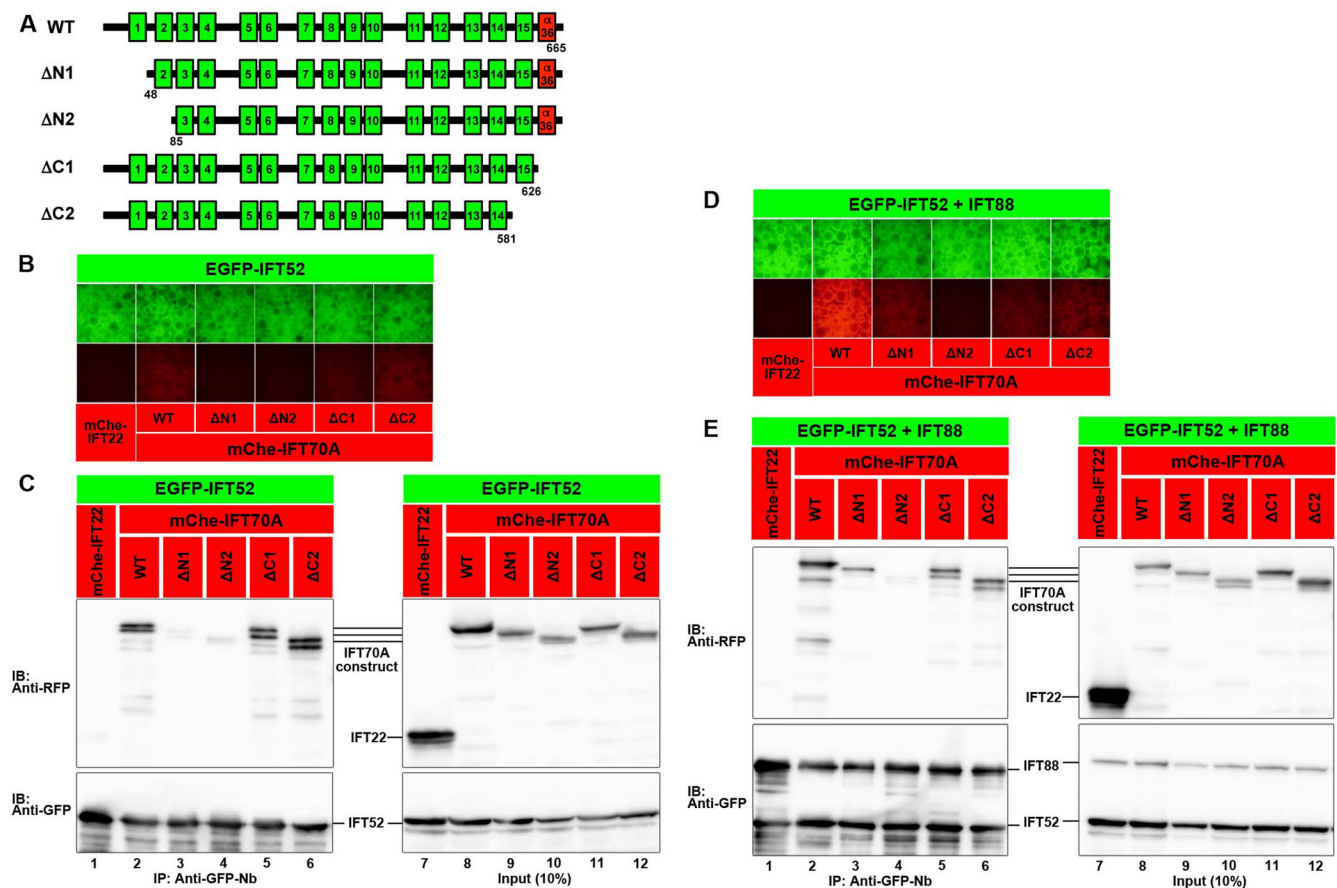 A
WT 1 2 3 4 5 6 7 8 9 10 11 12 13 14 15 α 36
665
ΔN1 2 3 4 5 6 7 8 9 10 11 12 13 14 15 α 36
48
ΔN2 3 4 5 6 7 8 9 10 11 12 13 14 15 α 36
85
ΔC1 1 2 3 4 5 6 7 8 9 10 11 12 13 14 15
626
ΔC2 1 2 3 4 5 6 7 8 9 10 11 12 13 14
581
B
EGFP-IFT52
mChe-
IFT22
WT ΔN1 ΔN2 ΔC1 ΔC2
mChe-IFT70A
C
EGFP-IFT52
mChe-IFT22
mChe-IFT70A
WT ΔN1 ΔN2 ΔC1 ΔC2
EGFP-IFT52
mChe-IFT22
mChe-IFT70A
WT ΔN1 ΔN2 ΔC1 ΔC2
IB:
Anti-RFP
IFT70A
construct
IFT22
IB:
Anti-GFP
IFT52
1 2 3 4 5 6
IP: Anti-GFP-Nb
7 8 9 10 11 12
Input (10%)
D
EGFP-IFT52 + IFT88
mChe-
IFT22
WT ΔN1 ΔN2 ΔC1 ΔC2
mChe-IFT70A
E
EGFP-IFT52 + IFT88
mChe-IFT22
mChe-IFT70A
WT ΔN1 ΔN2 ΔC1 ΔC2
EGFP-IFT52 + IFT88
mChe-IFT22
mChe-IFT70A
WT ΔN1 ΔN2 ΔC1 ΔC2
IB:
Anti-RFP
IFT70A
construct
IFT22
IB:
Anti-GFP
IFT88
IFT52
1 2 3 4 5 6
IP: Anti-GFP-Nb
7 8 9 10 11 12
Input (10%)